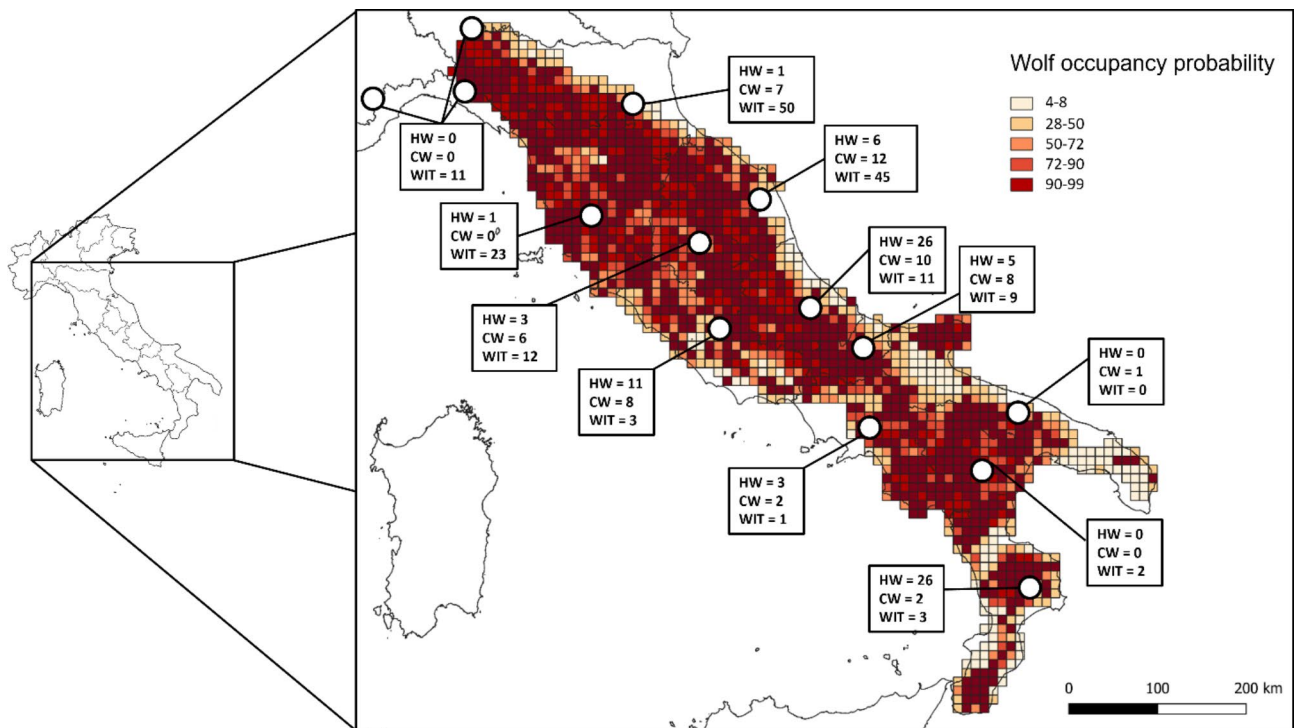 Wolf occupancy probability
4-8
28-50
50-72
72-90
90-99
HW = 1
CW = 7
WIT = 50
HW = 0
CW = 0
WIT = 11
HW = 6
CW = 12
WIT = 45
HW = 1
CW = 0⁰
WIT = 23
HW = 26
CW = 10
WIT = 11
HW = 5
CW = 8
WIT = 9
HW = 3
CW = 6
WIT = 12
HW = 11
CW = 8
WIT = 3
HW = 0
CW = 1
WIT = 0
HW = 3
CW = 2
WIT = 1
HW = 0
CW = 0
WIT = 2
HW = 26
CW = 2
WIT = 3
0 100 200 km